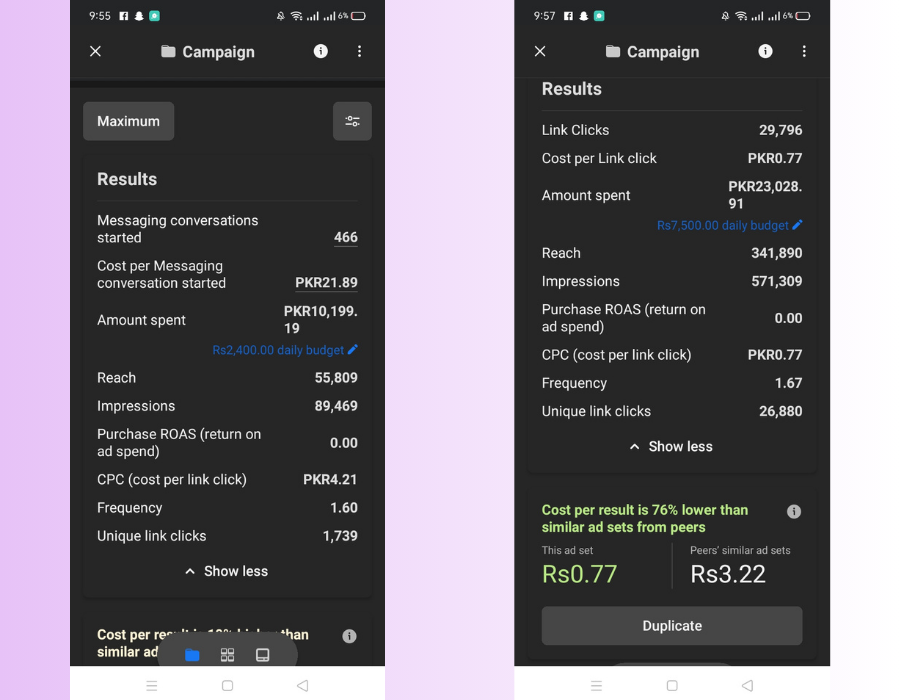 9:55
6%
Campaign
Maximum
Results
Messaging conversations
started
466
Cost per Messaging
conversation started
PKR21.89
Amount spent
PKR10,199.
19
Rs2,400.00 daily budget
Reach
55,809
Impressions
89,469
Purchase ROAS (return on
ad spend)
0.00
CPC (cost per link click)
PKR4.21
Frequency
1.60
Unique link clicks
1,739
Show less
Cost per
than
similar
9:57
6%
Campaign
Results
Link Clicks
29,796
Cost per Link click
PKR0.77
Amount spent
PKR23,028.
91
Rs7,500.00 daily budget
Reach
341,890
Impressions
571,309
Purchase ROAS (return on
ad spend)
0.00
CPC (cost per link click)
PKR0.77
Frequency
1.67
Unique link clicks
26,880
Show less
Cost per result is 76% lower than
similar ad sets from peers
This ad set
Peers' similar ad sets
Rs0.77
Rs3.22
Duplicate